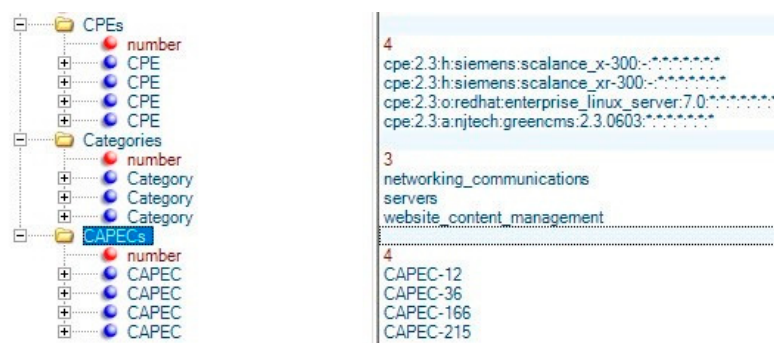 CPEs
number 4
CPE cpe:2.3:h:siemens:scalance_x-300:-:*:*:*:*:*:*:*
CPE cpe:2.3:h:siemens:scalance_xr-300:-:*:*:*:*:*:*:*
CPE cpe:2.3:o:redhat:enterprise_linux_server:7.0:*:*:*:*:*:*:*
CPE cpe:2.3:a:njtech:greencms:2.3.0603:*:*:*:*:*:*:*
Categories
number 3
Category networking_communications
Category servers
Category website_content_management
CAPECs
number 4
CAPEC CAPEC-12
CAPEC CAPEC-36
CAPEC CAPEC-166
CAPEC CAPEC-215